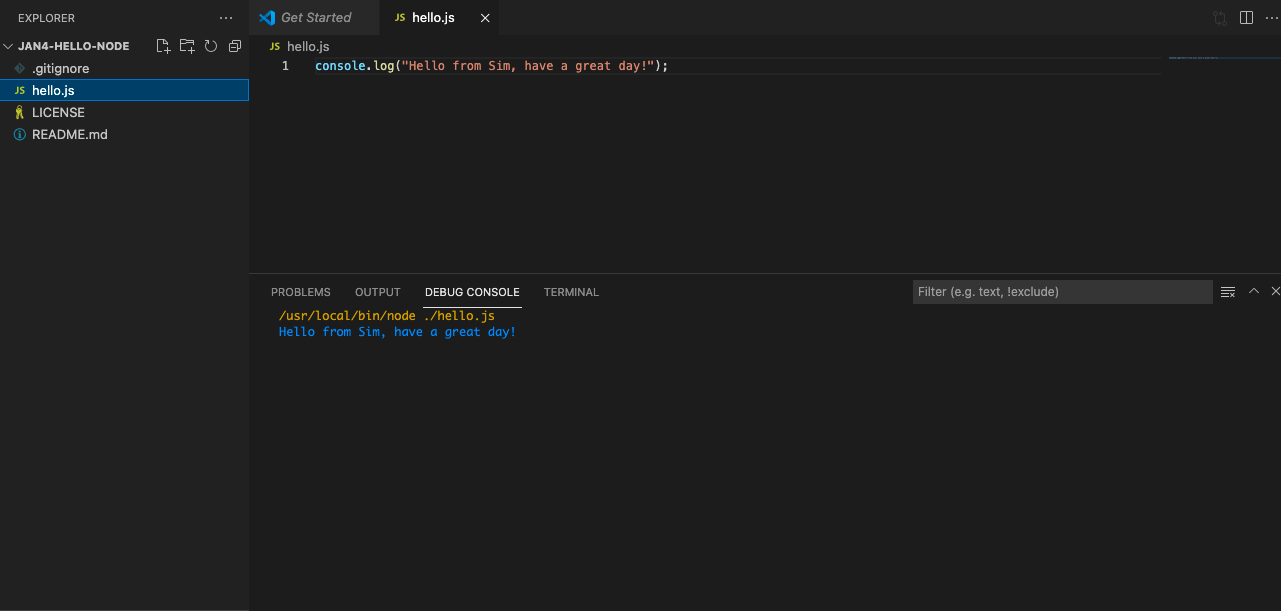 EXPLORER
JAN4-HELLO-NODE
.gitignore
JS hello.js
LICENSE
README.md
Get Started
JS hello.js
JS hello.js
1 console.log("Hello from Sim, have a great day!");
PROBLEMS OUTPUT DEBUG CONSOLE TERMINAL
Filter (e.g. text, !exclude)
/usr/local/bin/node ./hello.js
Hello from Sim, have a great day!